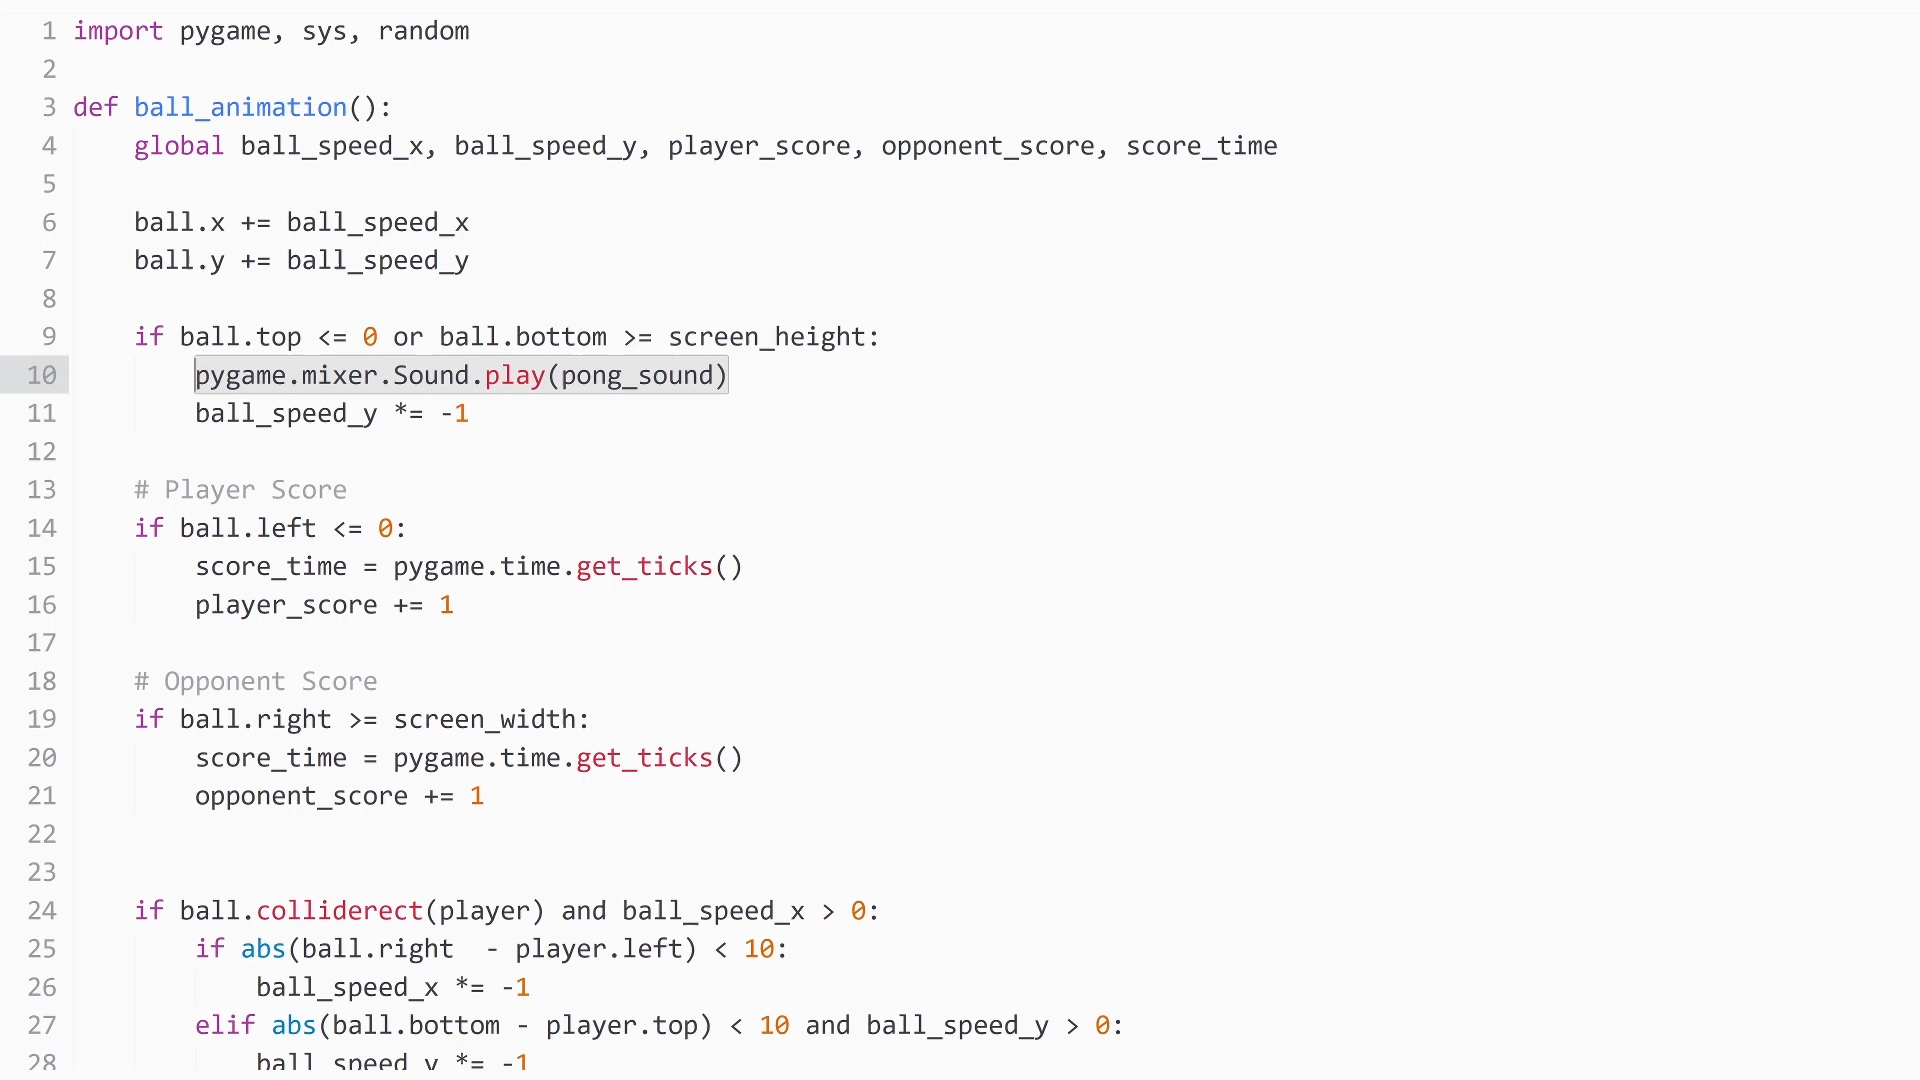 1 import pygame, sys, random
2
3 def ball_animation():
4     global ball_speed_x, ball_speed_y, player_score, opponent_score, score_time
5
6     ball.x += ball_speed_x
7     ball.y += ball_speed_y
8
9     if ball.top <= 0 or ball.bottom >= screen_height:
10         pygame.mixer.Sound.play(pong_sound)
11         ball_speed_y *= -1
12
13     # Player Score
14     if ball.left <= 0:
15         score_time = pygame.time.get_ticks()
16         player_score += 1
17
18     # Opponent Score
19     if ball.right >= screen_width:
20         score_time = pygame.time.get_ticks()
21         opponent_score += 1
22
23
24     if ball.colliderect(player) and ball_speed_x > 0:
25         if abs(ball.right  - player.left) < 10:
26             ball_speed_x *= -1
27         elif abs(ball.bottom - player.top) < 10 and ball_speed_y > 0:
28             ball_speed_y *= -1